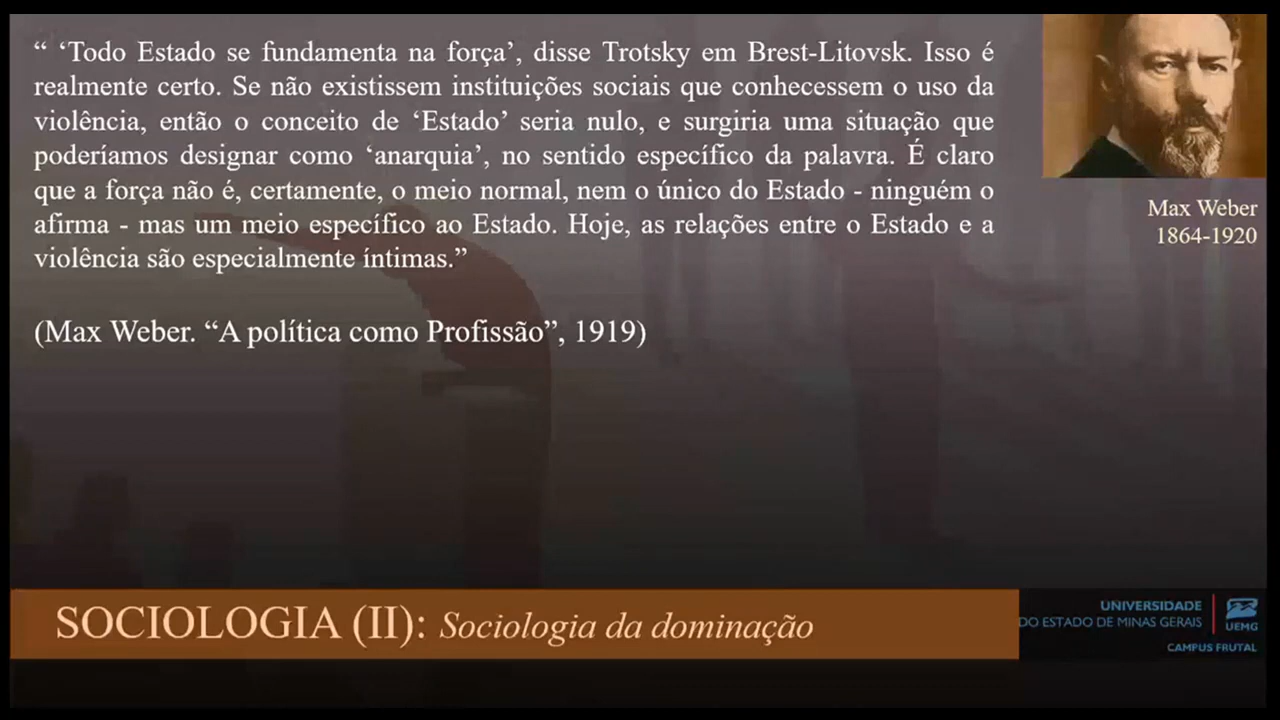 “ ‘Todo Estado se fundamenta na força’, disse Trotsky em Brest-Litovsk. Isso é
realmente certo. Se não existissem instituições sociais que conhecessem o uso da
violência, então o conceito de ‘Estado’ seria nulo, e surgiria uma situação que
poderíamos designar como ‘anarquia’, no sentido específico da palavra. É claro
que a força não é, certamente, o meio normal, nem o único do Estado - ninguém o
afirma - mas um meio específico ao Estado. Hoje, as relações entre o Estado e a
violência são especialmente íntimas.”
(Max Weber. “A política como Profissão”, 1919)
Max Weber
1864-1920
SOCIOLOGIA (II): Sociologia da dominação
UNIVERSIDADE
DO ESTADO DE MINAS GERAIS
UEMG
CAMPUS FRUTAL